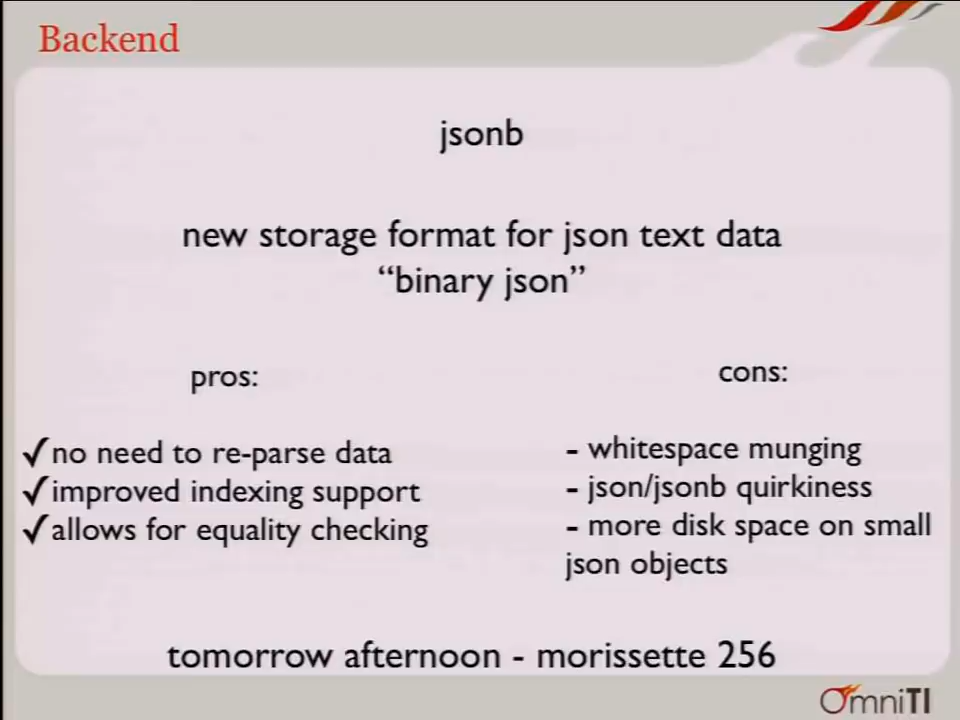 Backend
jsonb
new storage format for json text data
“binary json”
pros:
✓no need to re-parse data
✓improved indexing support
✓allows for equality checking
cons:
- whitespace munging
- json/jsonb quirkiness
- more disk space on small
json objects
tomorrow afternoon - morissette 256
OmniTI